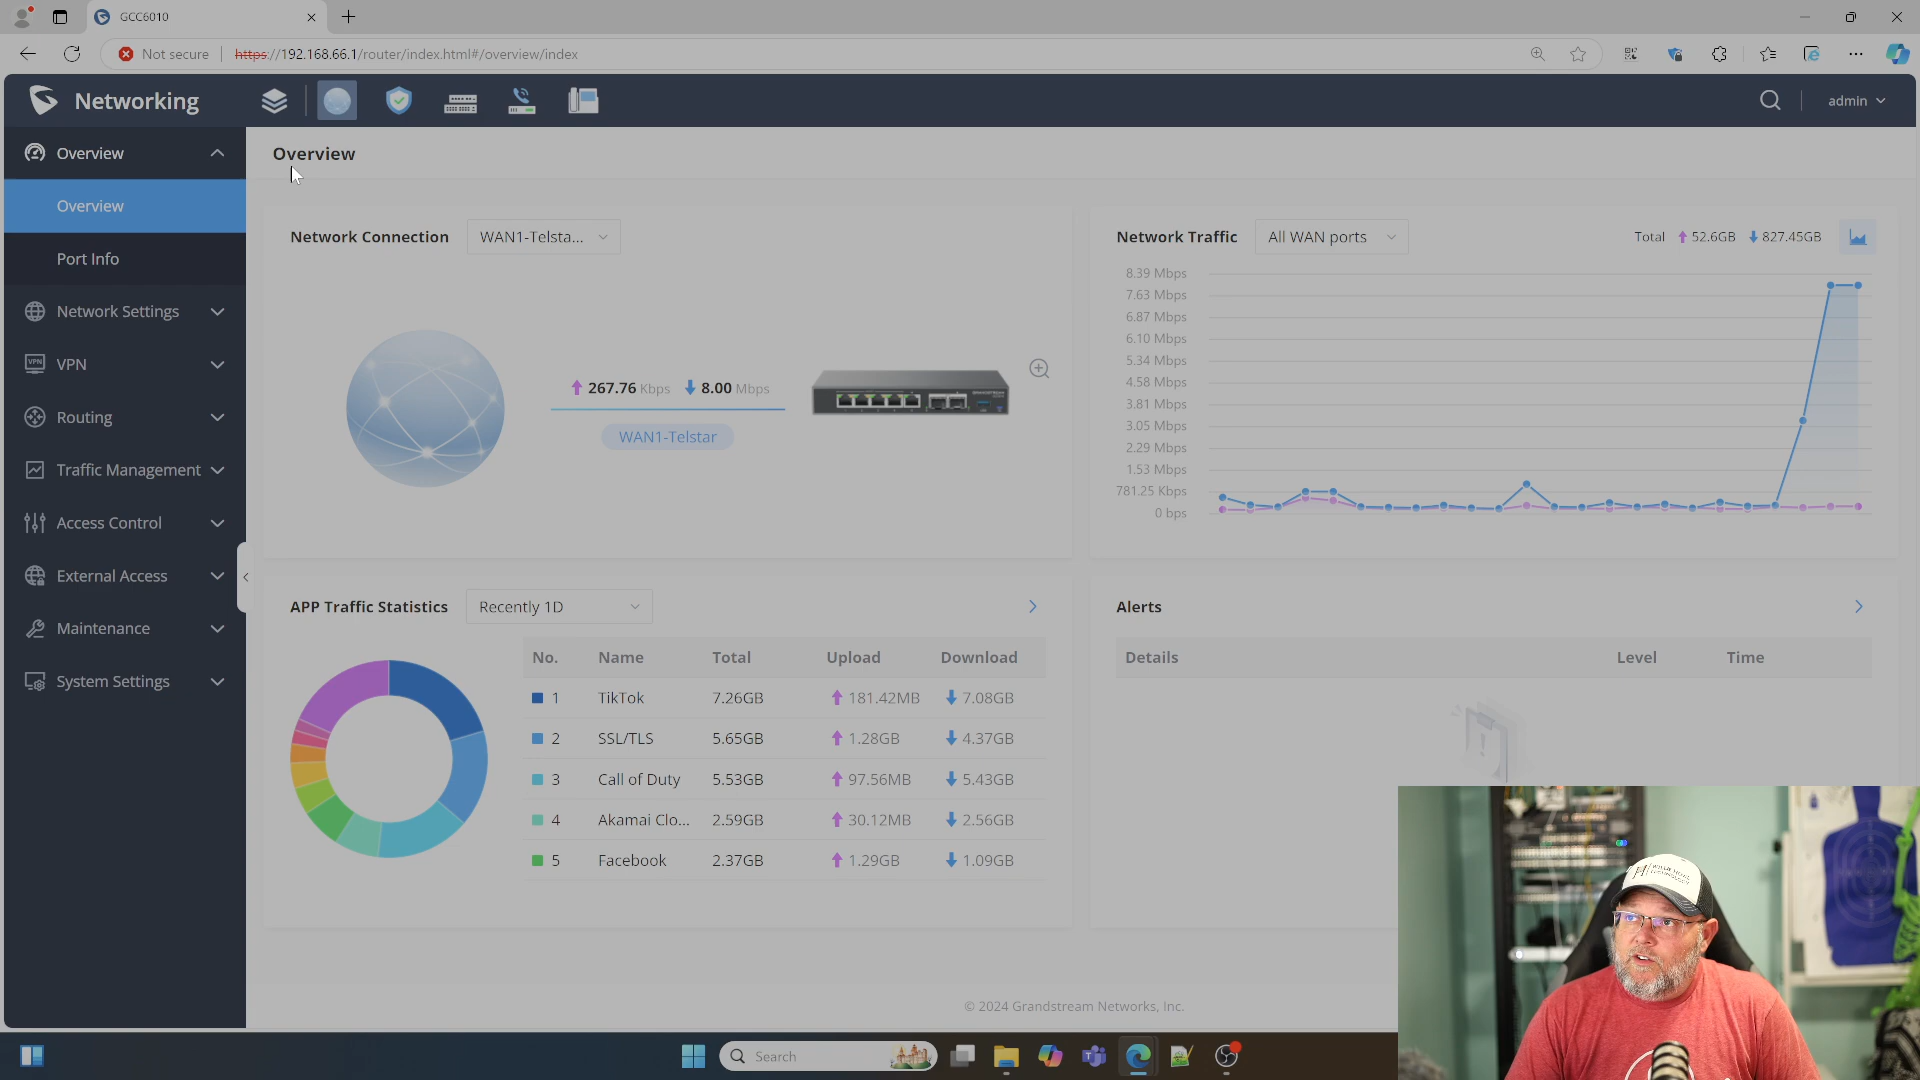 GCC6010
Not secure
https://192.168.66.1/router/index.html#/overview/index
Networking
admin
Overview
Overview
Port Info
Network Settings
VPN
Routing
Traffic Management
Access Control
External Access
Maintenance
System Settings
Overview
Network Connection
WAN1-Telsta...
267.76 Kbps
8.00 Mbps
WAN1-Telstar
Network Traffic
All WAN ports
Total 52.6GB 827.45GB
8.39 Mbps
7.63 Mbps
6.87 Mbps
6.10 Mbps
5.34 Mbps
4.58 Mbps
3.81 Mbps
3.05 Mbps
2.29 Mbps
1.53 Mbps
781.25 Kbps
0 bps
APP Traffic Statistics
Recently 1D
No. Name Total Upload Download
1 TikTok 7.26GB 181.42MB 7.08GB
2 SSL/TLS 5.65GB 1.28GB 4.37GB
3 Call of Duty 5.53GB 97.56MB 5.43GB
4 Akamai Clo... 2.59GB 30.12MB 2.56GB
5 Facebook 2.37GB 1.29GB 1.09GB
Alerts
Details Level Time
© 2024 Grandstream Networks, Inc.
Search